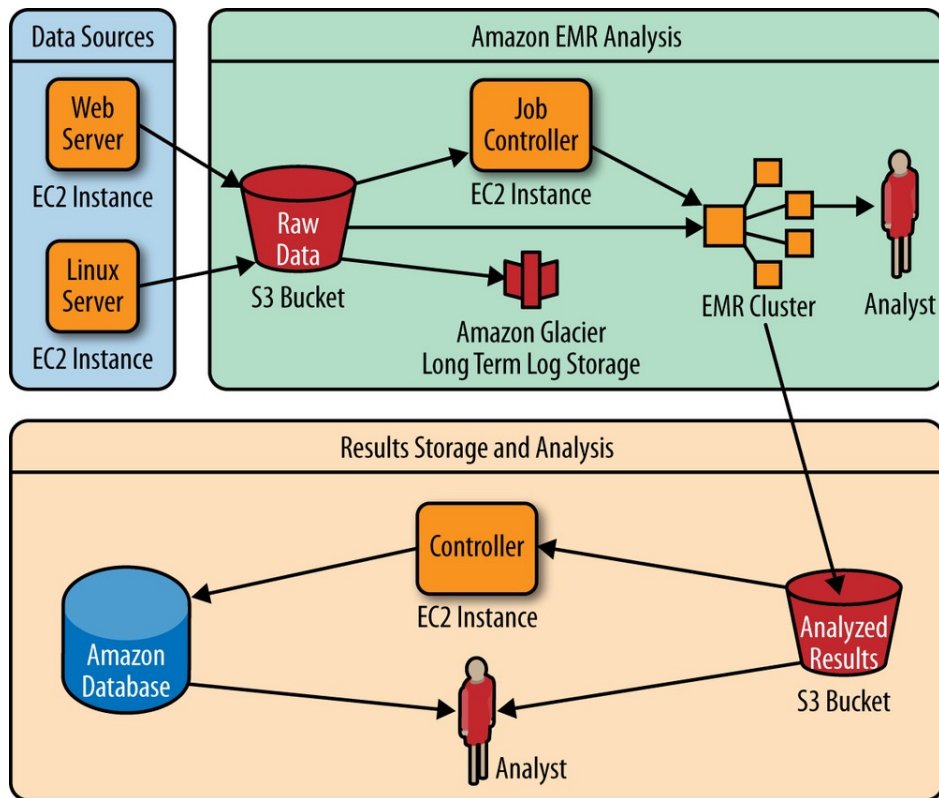 Data Sources
Web
Server
EC2 Instance
Linux
Server
EC2 Instance
Amazon EMR Analysis
Job
Controller
EC2 Instance
Raw
Data
S3 Bucket
Amazon Glacier
Long Term Log Storage
EMR Cluster
Analyst
Results Storage and Analysis
Controller
EC2 Instance
Amazon
Database
Analyzed
Results
S3 Bucket
Analyst